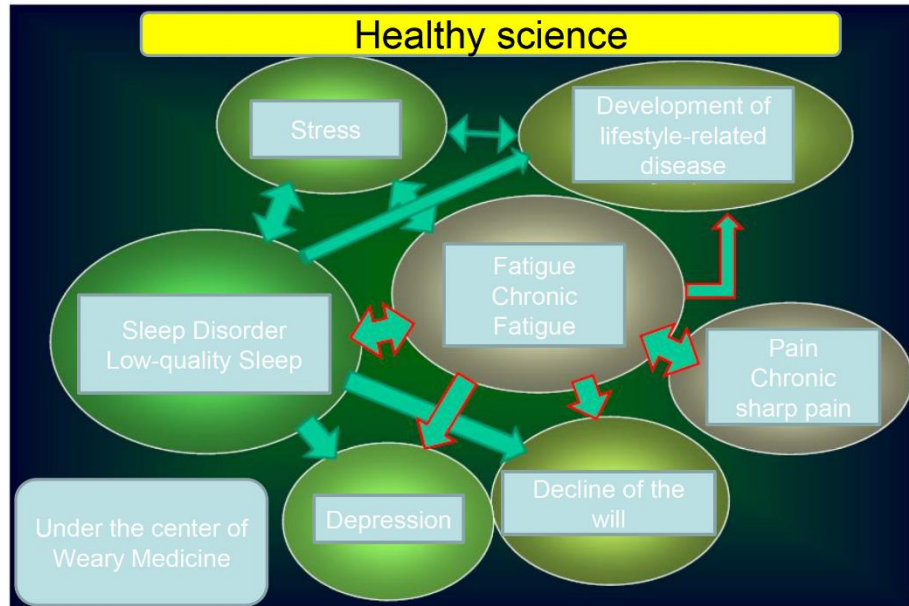 Healthy science
Stress
Development of
lifestyle-related
disease
Fatigue
Chronic
Fatigue
Sleep Disorder
Low-quality Sleep
Pain
Chronic
sharp pain
Depression
Decline of the
will
Under the center of
Weary Medicine